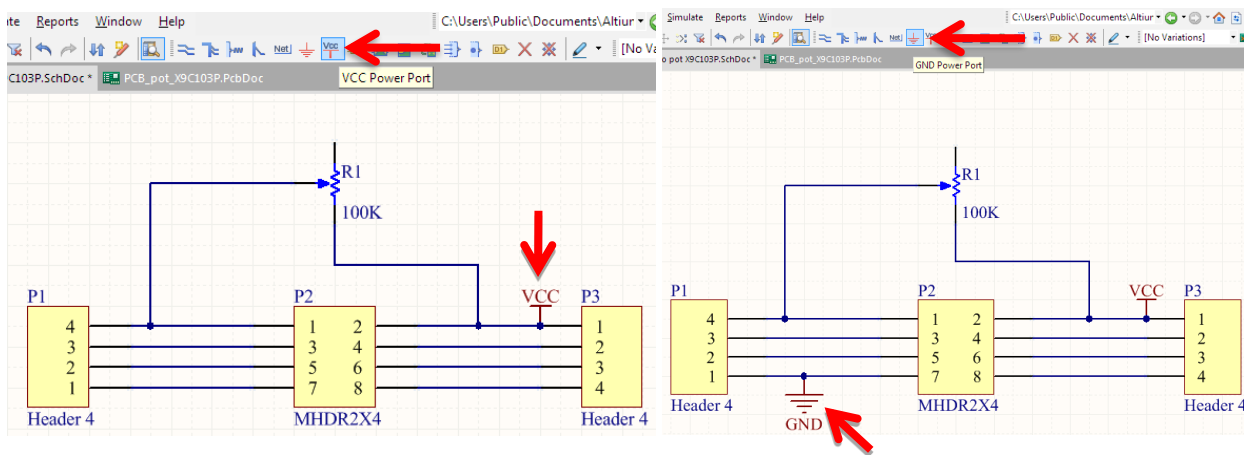 ate Reports Window Help C:\Users\Public\Documents\Altiur
Net Vcc [No Va
C103P.SchDoc * PCB_pot_X9C103P.PcbDoc
VCC Power Port
R1
100K
VCC
P1 P2 P3
4 1 2 1
3 3 4 2
2 5 6 3
1 7 8 4
Header 4 MHDR2X4 Header 4
Simulate Reports Window Help C:\Users\Public\Documents\Altiur
Net [No Variations]
o pot X9C103P.SchDoc * PCB_pot_X9C103P.PcbDoc
GND Power Port
R1
100K
P1 P2 VCC P3
4 1 2 1
3 3 4 2
2 5 6 3
1 7 8 4
Header 4 MHDR2X4 Header 4
GND